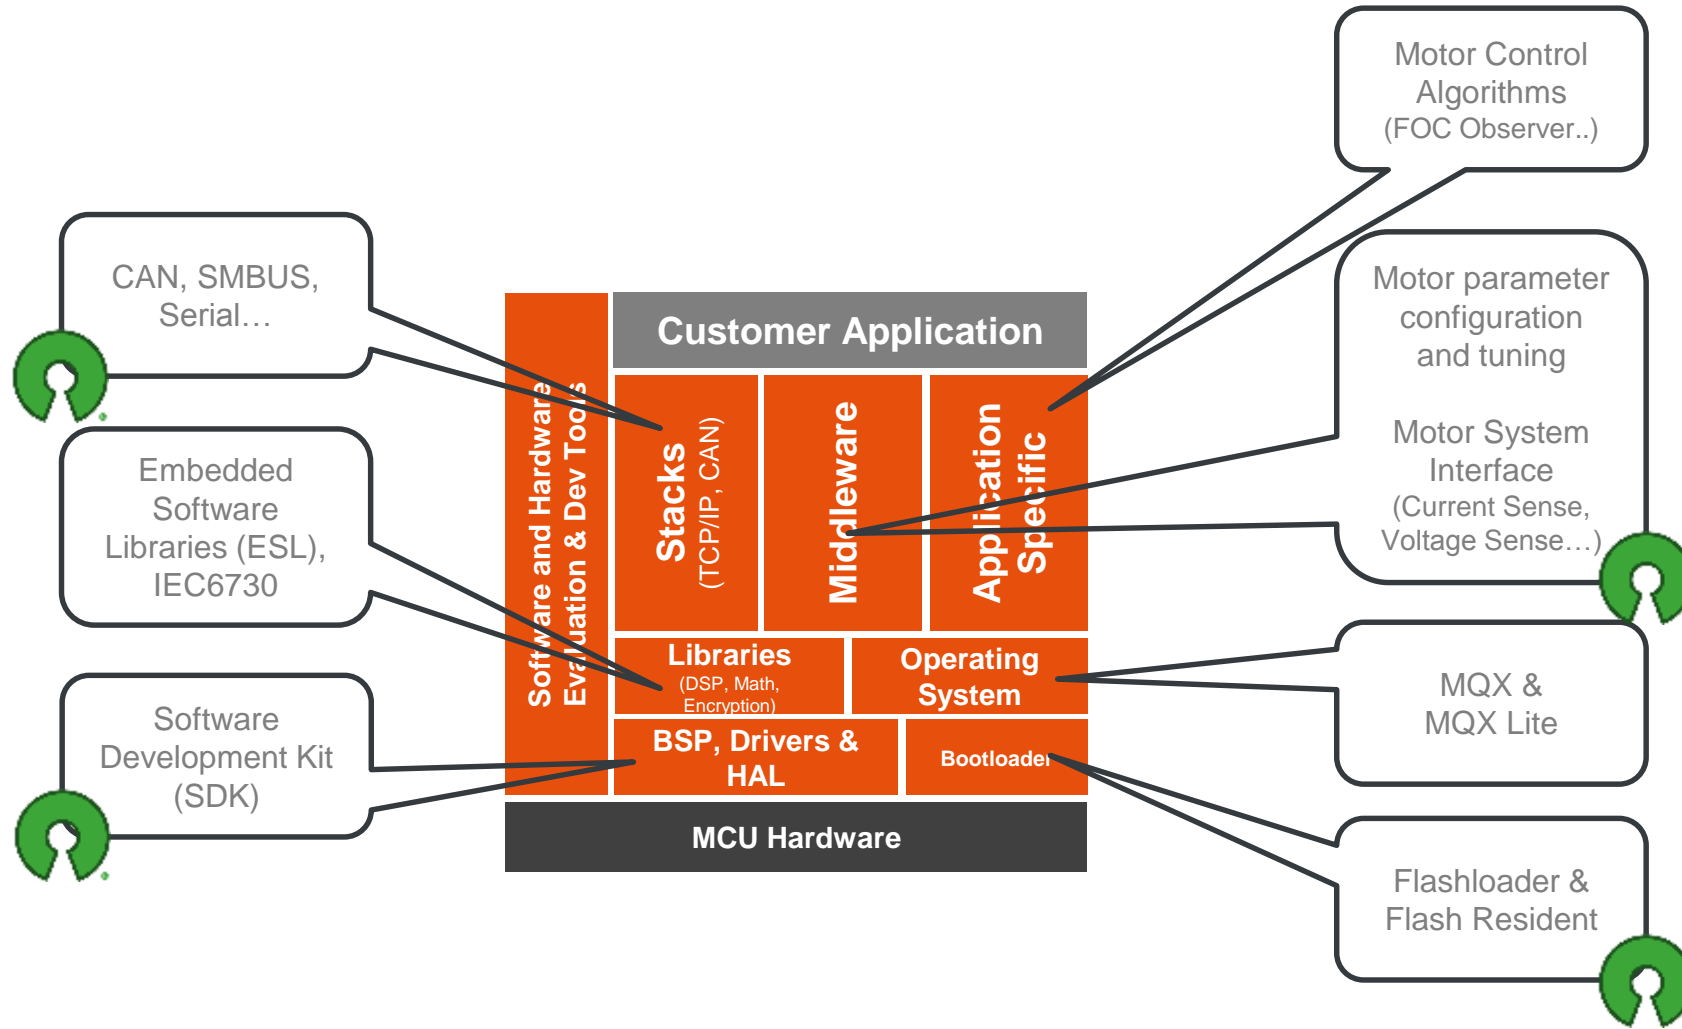 Motor Control
Algorithms
(FOC Observer..)
CAN, SMBUS,
Serial…
Motor parameter
configuration
and tuning
Motor System
Interface
(Current Sense,
Voltage Sense…)
Embedded
Software
Libraries (ESL),
IEC6730
Software
Development Kit
(SDK)
MQX &
MQX Lite
Flashloader &
Flash Resident
Software and Hardware
Evaluation & Dev Tools
Customer Application
Stacks
(TCP/IP, CAN)
Middleware
Application
Specific
Libraries
(DSP, Math,
Encryption)
Operating
System
BSP, Drivers &
HAL
Bootloader
MCU Hardware